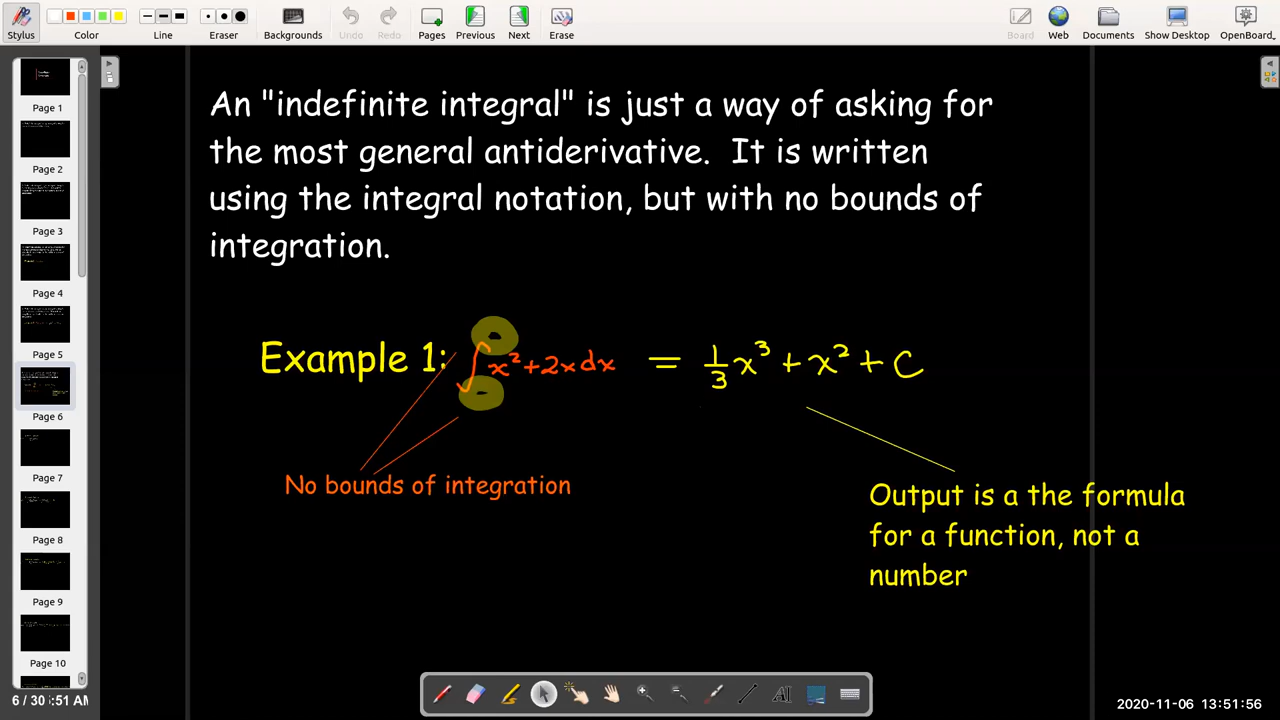 Stylus Color Line Eraser Backgrounds Undo Redo Pages Previous Next Erase Board Web Documents Show Desktop OpenBoard
Page 1
Page 2
Page 3
Page 4
Page 5
Page 6
Page 7
Page 8
Page 9
Page 10
6 / 30 :51 AM
An "indefinite integral" is just a way of asking for
the most general antiderivative. It is written
using the integral notation, but with no bounds of
integration.
Example 1: ∫ x² + 2x dx = 1/3 x³ + x² + C
No bounds of integration
Output is a the formula
for a function, not a
number
2020-11-06 13:51:56